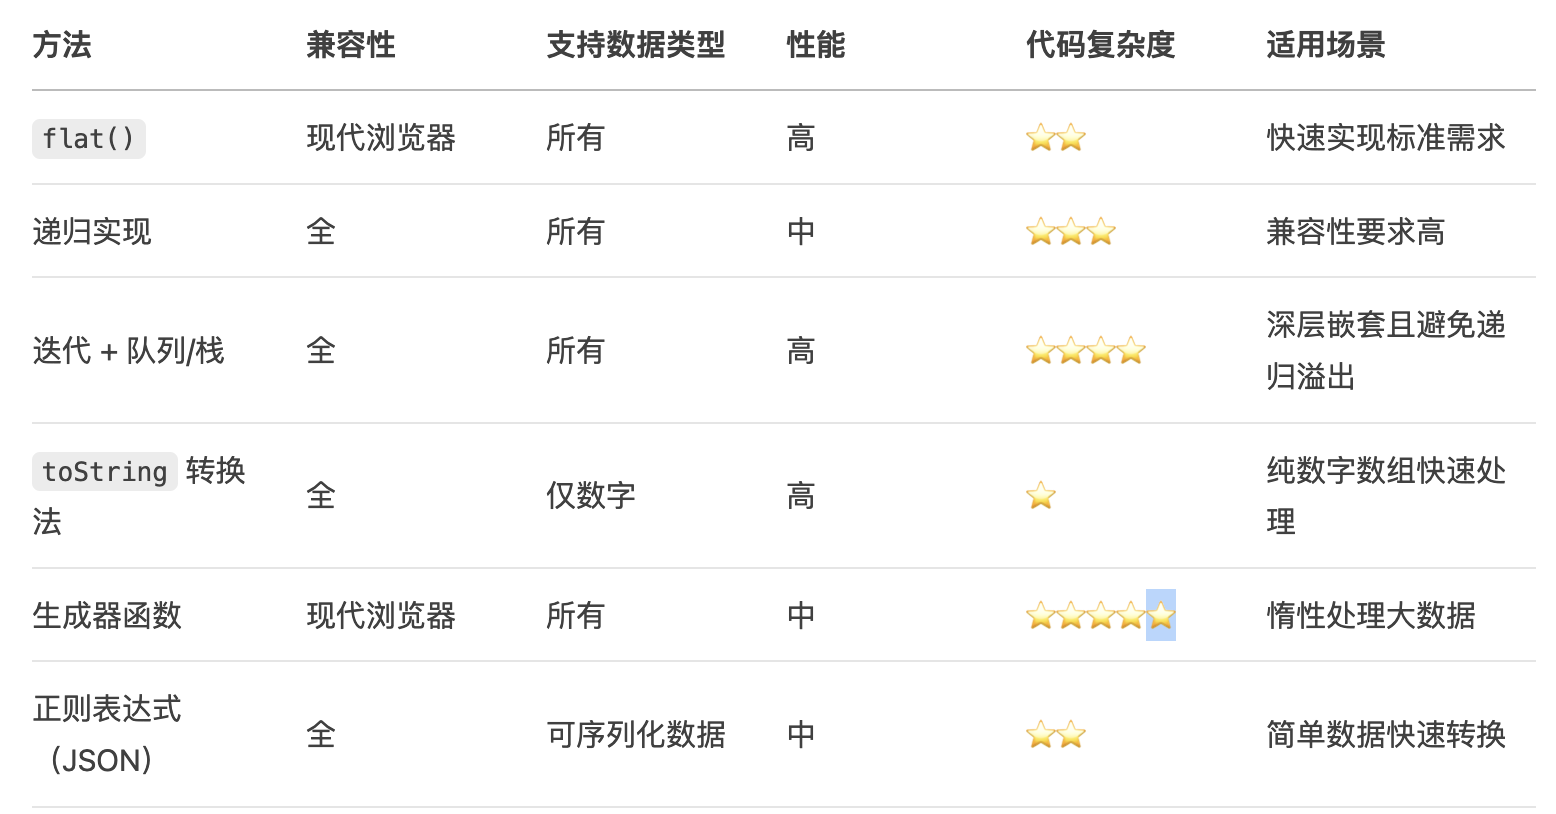 方法 兼容性 支持数据类型 性能 代码复杂度 适用场景
flat() 现代浏览器 所有 高 ⭐⭐ 快速实现标准需求
递归实现 全 所有 中 ⭐⭐⭐ 兼容性要求高
迭代 + 队列/栈 全 所有 高 ⭐⭐⭐⭐ 深层嵌套且避免递
归溢出
toString 转换
法 全 仅数字 高 ⭐ 纯数字数组快速处
理
生成器函数 现代浏览器 所有 中 ⭐⭐⭐⭐⭐ 惰性处理大数据
正则表达式
（JSON） 全 可序列化数据 中 ⭐⭐ 简单数据快速转换